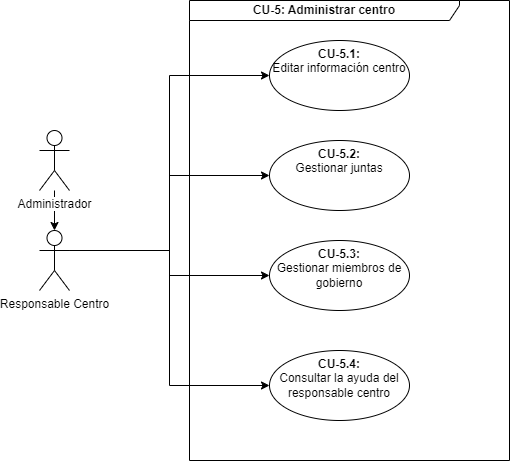 CU-5: Administrar centro
CU-5.1:
Editar información centro
CU-5.2:
Gestionar juntas
Administrador
CU-5.3:
Gestionar miembros de
gobierno
Responsable Centro
CU-5.4:
Consultar la ayuda del
responsable centro